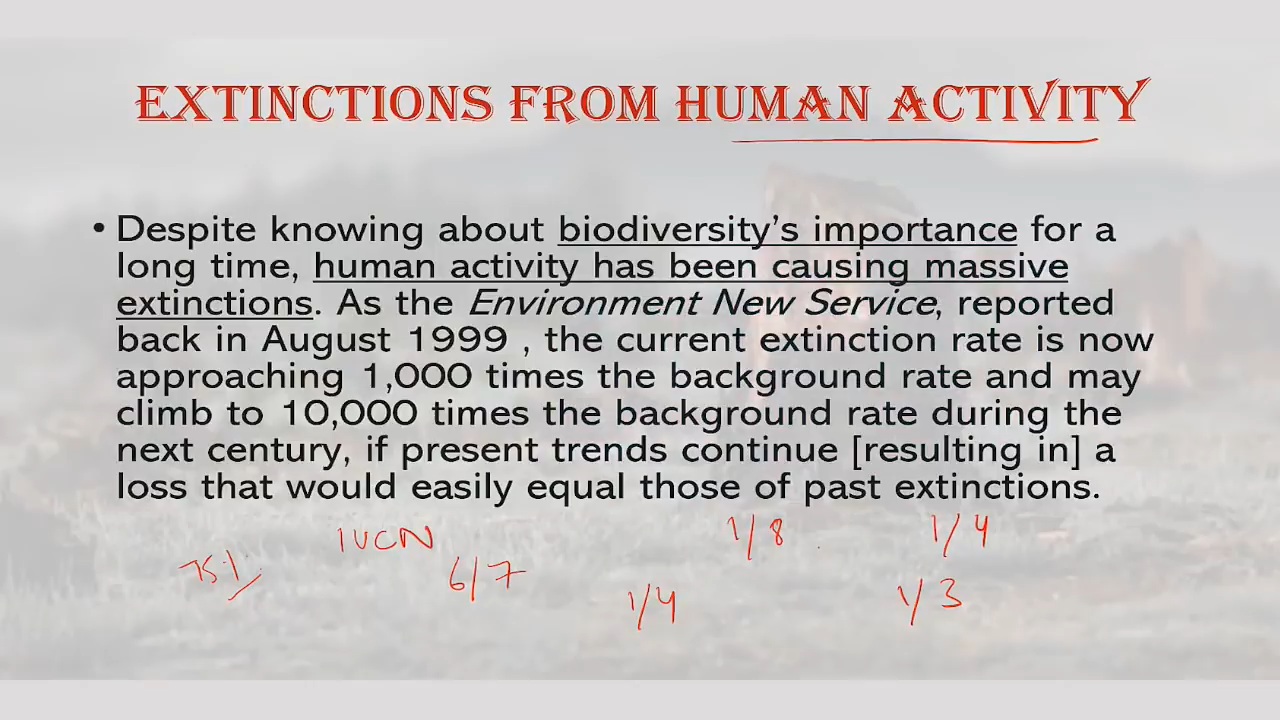 EXTINCTIONS FROM HUMAN ACTIVITY
• Despite knowing about biodiversity's importance for a
long time, human activity has been causing massive
extinctions. As the Environment New Service, reported
back in August 1999 , the current extinction rate is now
approaching 1,000 times the background rate and may
climb to 10,000 times the background rate during the
next century, if present trends continue [resulting in] a
loss that would easily equal those of past extinctions.
IUCN 1/8 1/4
75% 6/7 1/4 1/3